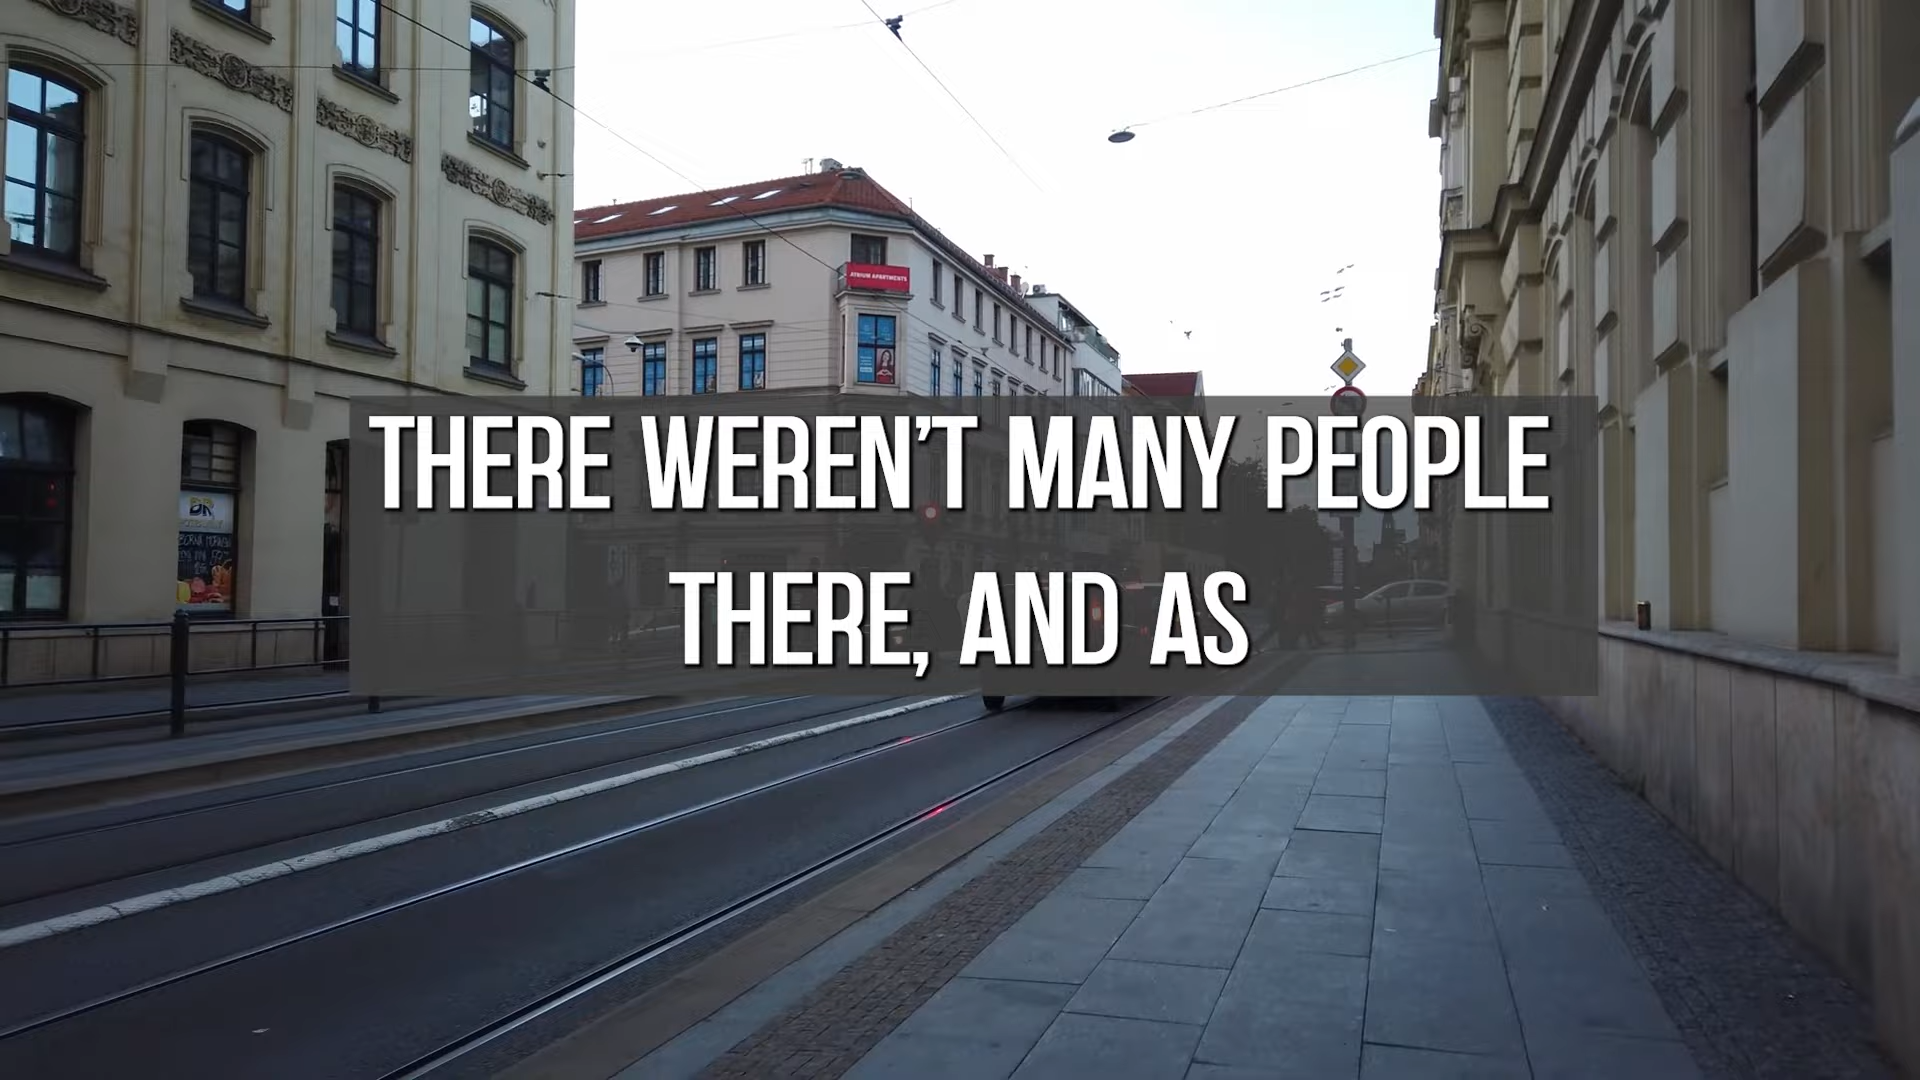 ATRIUM APARTMENTS
THERE WEREN'T MANY PEOPLE
THERE, AND AS